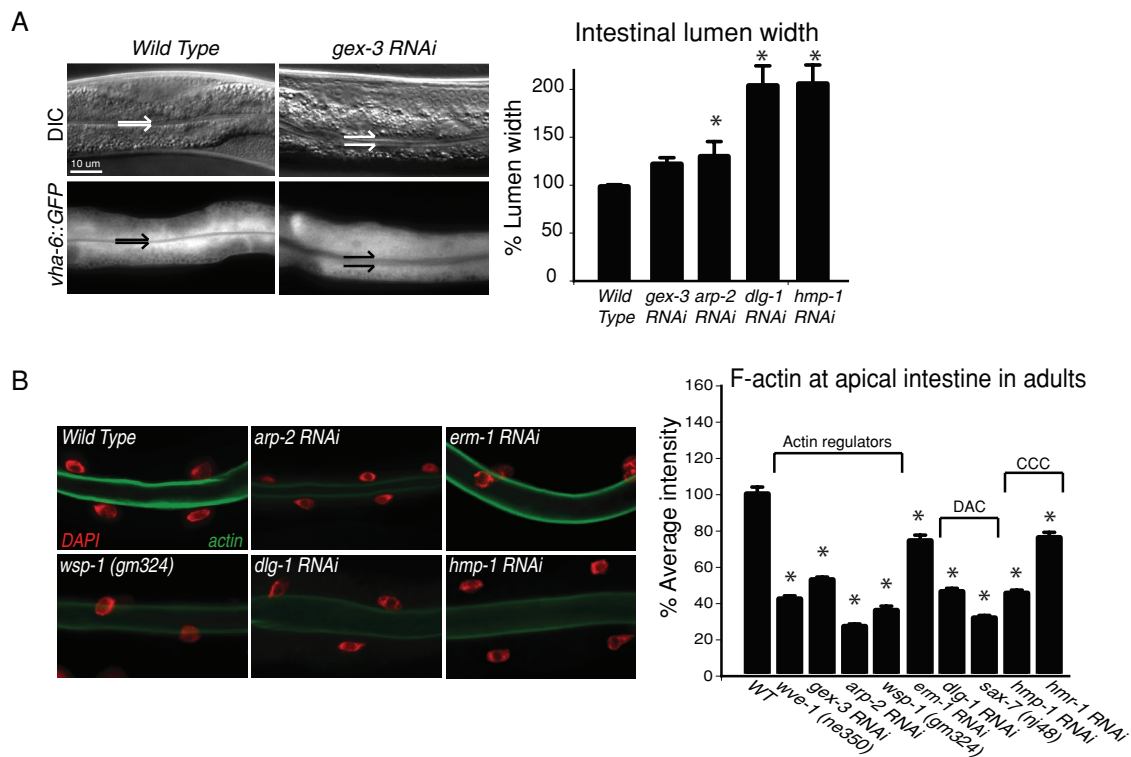 A
Wild Type
gex-3 RNAi
DIC
10 um
vha-6::GFP
Intestinal lumen width
% Lumen width
200
150
100
50
0
*
*
*
Wild Type
gex-3 RNAi
arp-2 RNAi
dlg-1 RNAi
hmp-1 RNAi
B
Wild Type
DAPI
actin
arp-2 RNAi
erm-1 RNAi
wsp-1 (gm324)
dlg-1 RNAi
hmp-1 RNAi
F-actin at apical intestine in adults
% Average intensity
160
140
120
100
80
60
40
20
0
Actin regulators
DAC
CCC
*
*
*
*
*
*
*
*
*
WT
wve-1 (ne350)
gex-3 RNAi
arp-2 RNAi
wsp-1 (gm324)
erm-1 RNAi
dlg-1 RNAi
sax-7 (nj48)
hmp-1 RNAi
hmr-1 RNAi